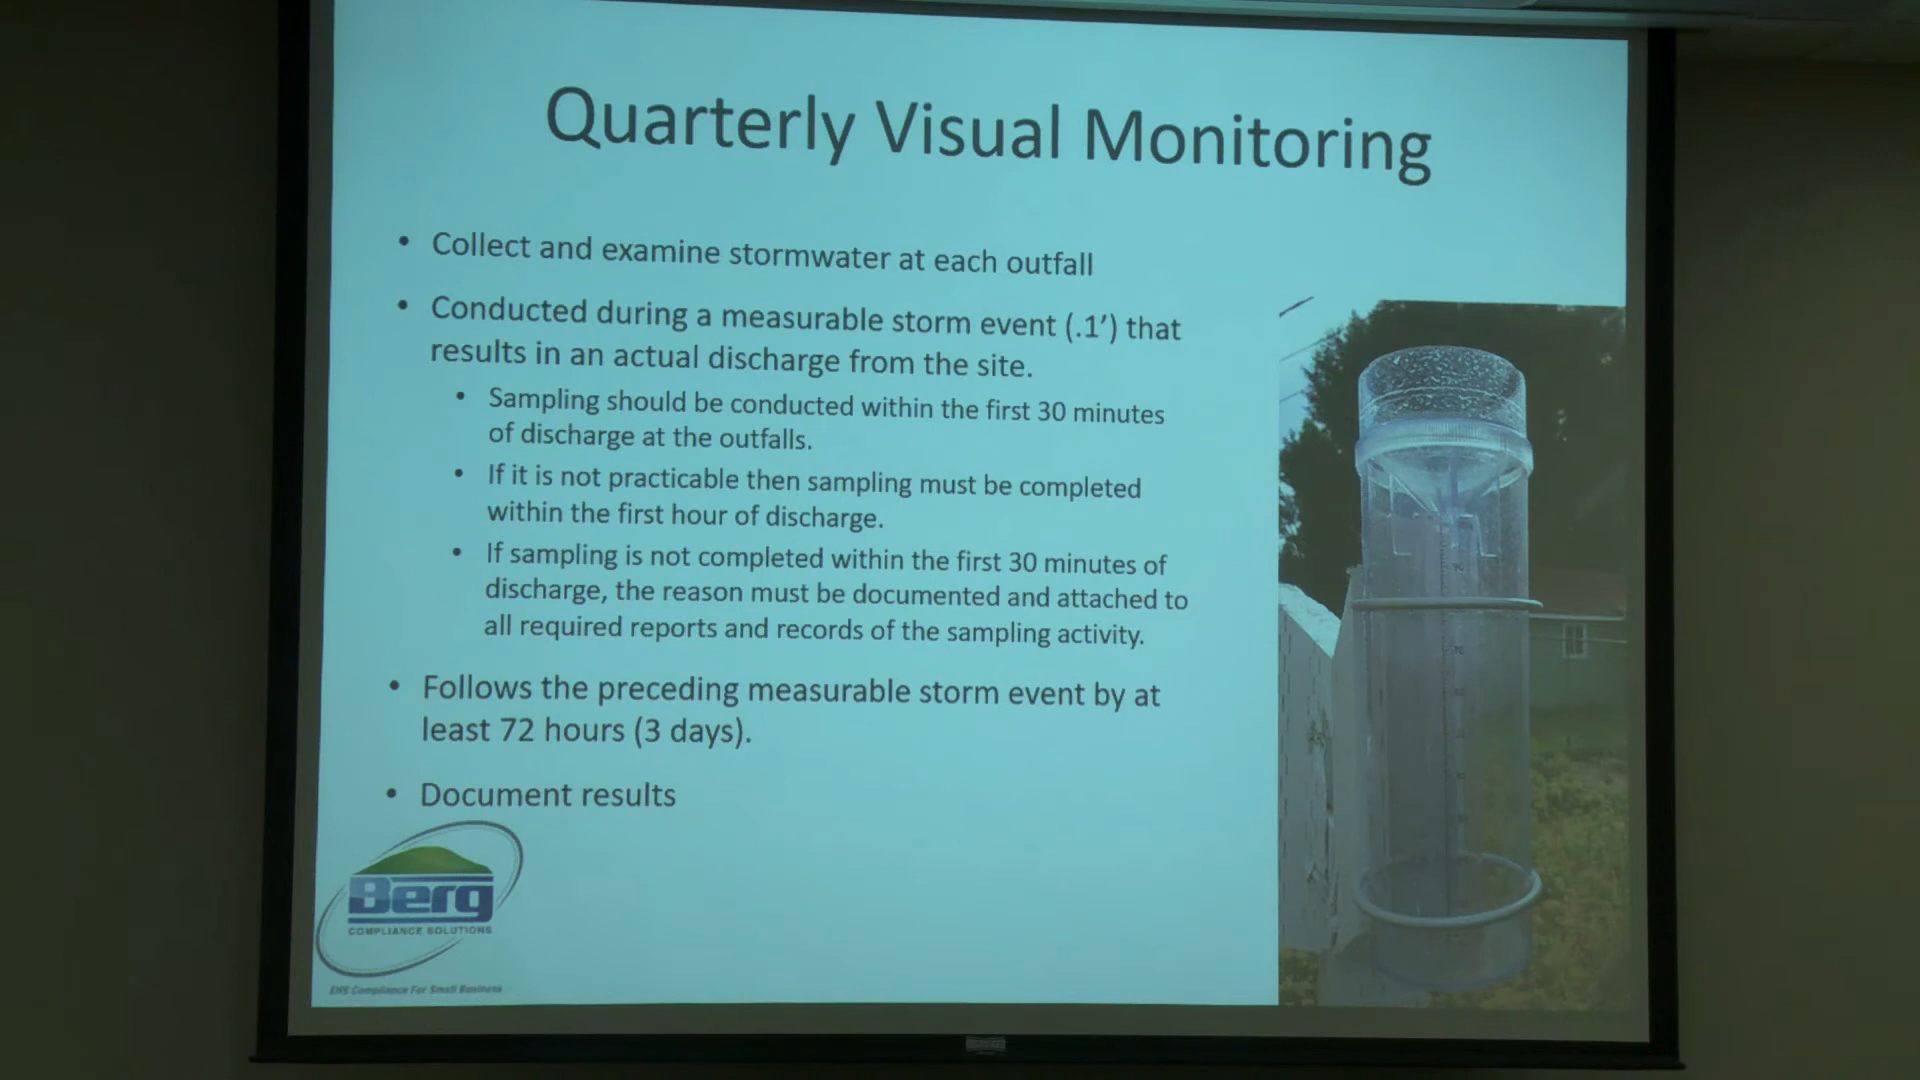 Quarterly Visual Monitoring
• Collect and examine stormwater at each outfall
• Conducted during a measurable storm event (.1’) that
results in an actual discharge from the site.
• Sampling should be conducted within the first 30 minutes
of discharge at the outfalls.
• If it is not practicable then sampling must be completed
within the first hour of discharge.
• If sampling is not completed within the first 30 minutes of
discharge, the reason must be documented and attached to
all required reports and records of the sampling activity.
• Follows the preceding measurable storm event by at
least 72 hours (3 days).
• Document results
Berg
COMPLIANCE SOLUTIONS
EHS Compliance For Small Business